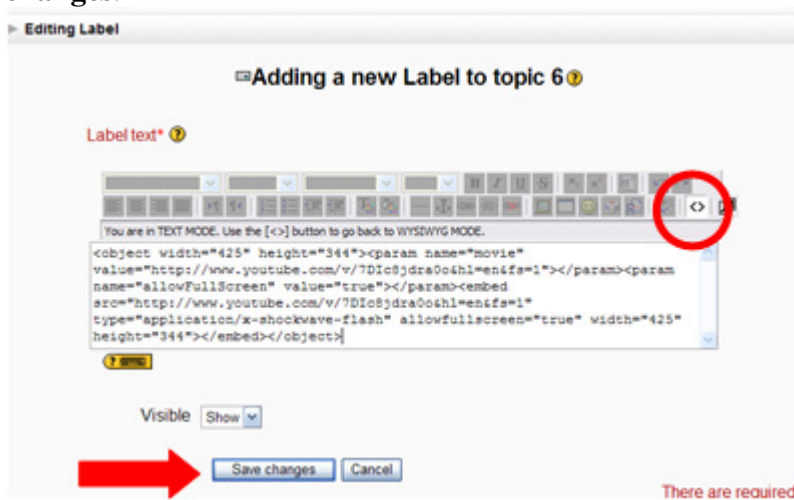 Editing Label
Adding a new Label to topic 6
Label text*
B I U S
You are in TEXT MODE. Use the [<>] button to go back to WYSIWYG MODE.
<object width="425" height="344"><param name="movie"
value="http://www.youtube.com/v/7DIc8jdra0o&hl=en&fs=1"></param><param
name="allowFullScreen" value="true"></param><embed
src="http://www.youtube.com/v/7DIc8jdra0o&hl=en&fs=1"
type="application/x-shockwave-flash" allowfullscreen="true" width="425"
height="344"></embed></object>
Visible Show
Save changes Cancel
There are required